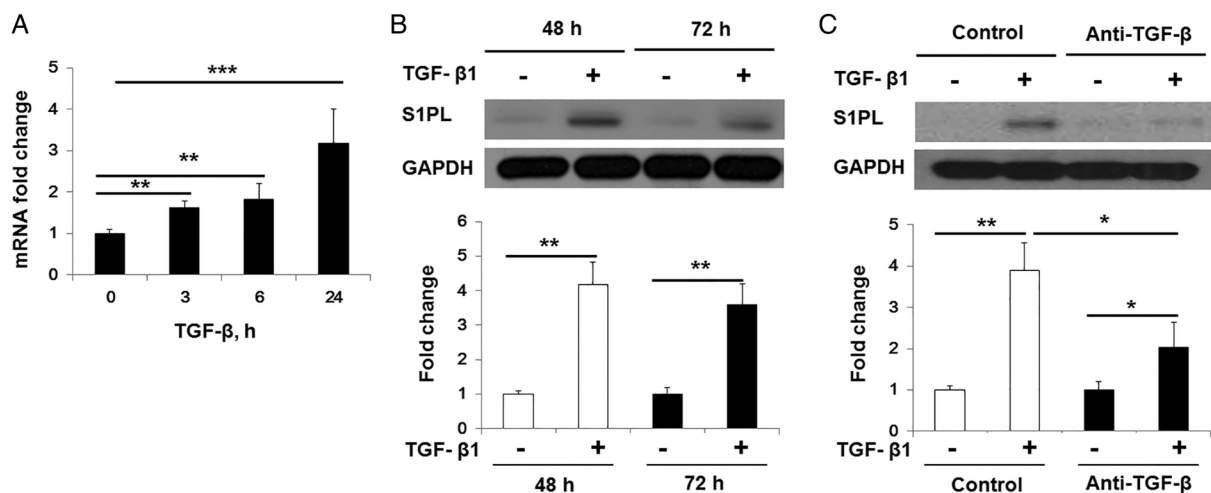 A
mRNA fold change
5
4
3
2
1
0
***
**
**
0 3 6 24
TGF-β, h
B
48 h 72 h
TGF- β1 - + - +
S1PL
GAPDH
Fold change
6
5
4
3
2
1
0
** **
TGF- β1 - + - +
48 h 72 h
C
Control Anti-TGF-β
TGF- β1 - + - +
S1PL
GAPDH
Fold change
5
4
3
2
1
0
** *
*
TGF- β1 - + - +
Control Anti-TGF-β